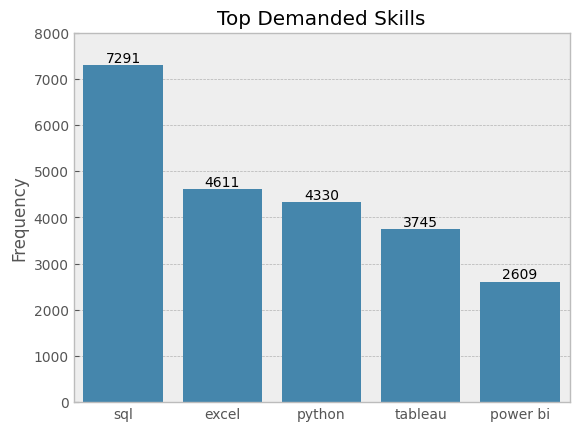 Top Demanded Skills
8000
7000
6000
5000
4000
3000
2000
1000
0
Frequency
7291
4611
4330
3745
2609
sql
excel
python
tableau
power bi